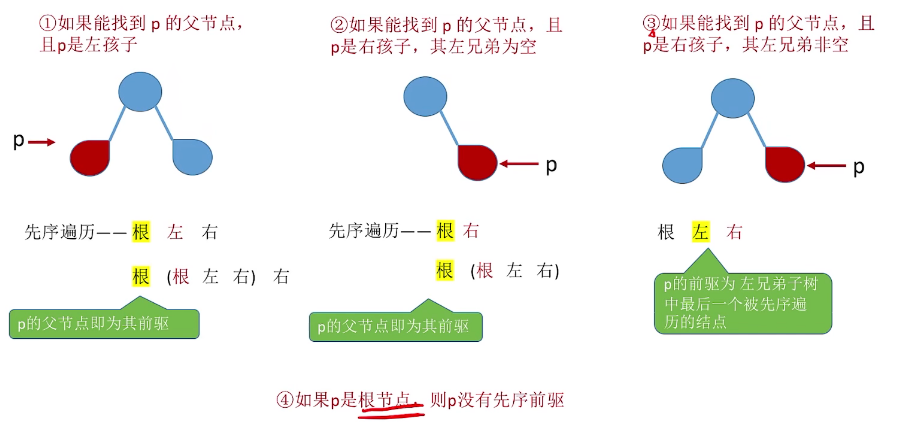 ①如果能找到 p 的父节点，
且p是左孩子
②如果能找到 p 的父节点，且
p是右孩子，其左兄弟为空
③如果能找到 p 的父节点，且
p是右孩子，其左兄弟非空
p
p
p
先序遍历—— 根 左 右
根 (根 左 右) 右
p的父节点即为其前驱
先序遍历—— 根 右
根 (根 左 右)
p的父节点即为其前驱
根 左 右
p的前驱为 左兄弟子树
中最后一个被先序遍
历的结点
④如果p是根节点，则p没有先序前驱